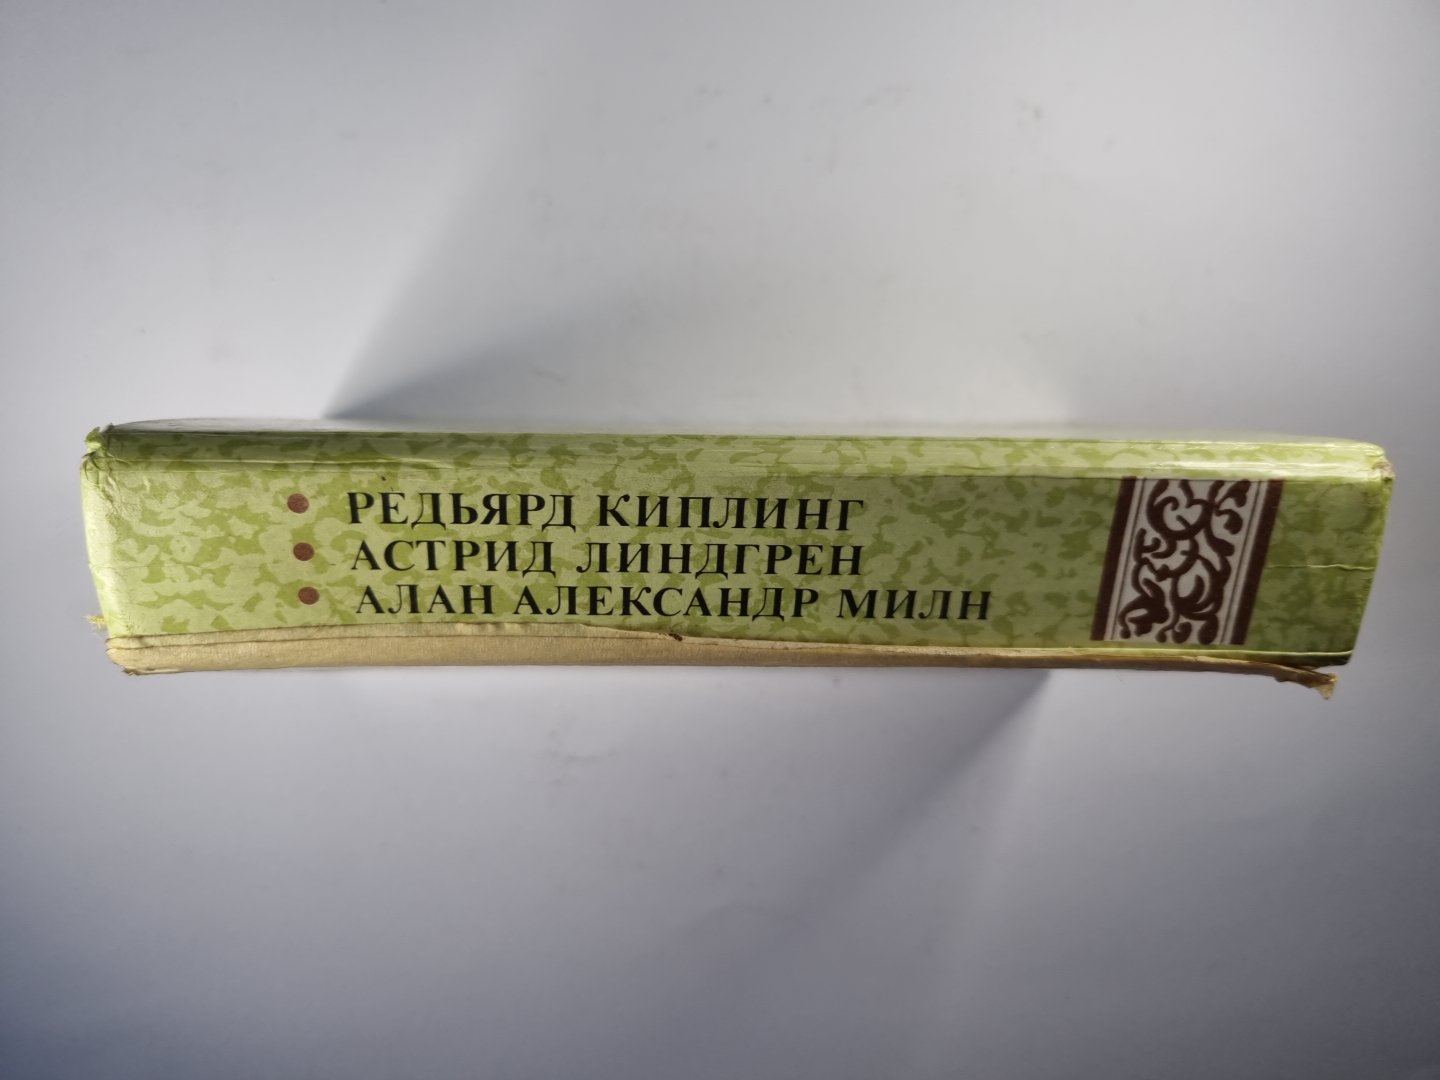 РЕДЬЯРД КИПЛИНГ
АСТРИД ЛИНДГРЕН
АЛАН АЛЕКСАНДР МИЛН